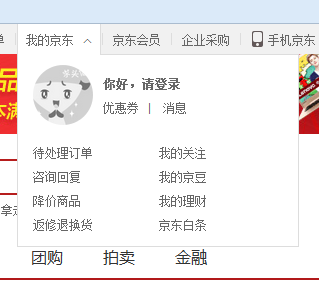 单 我的京东 京东会员 企业采购 手机京东
你好，请登录
优惠券 | 消息
待处理订单 我的关注
咨询回复 我的京豆
降价商品 我的理财
返修退换货 京东白条
团购 拍卖 金融